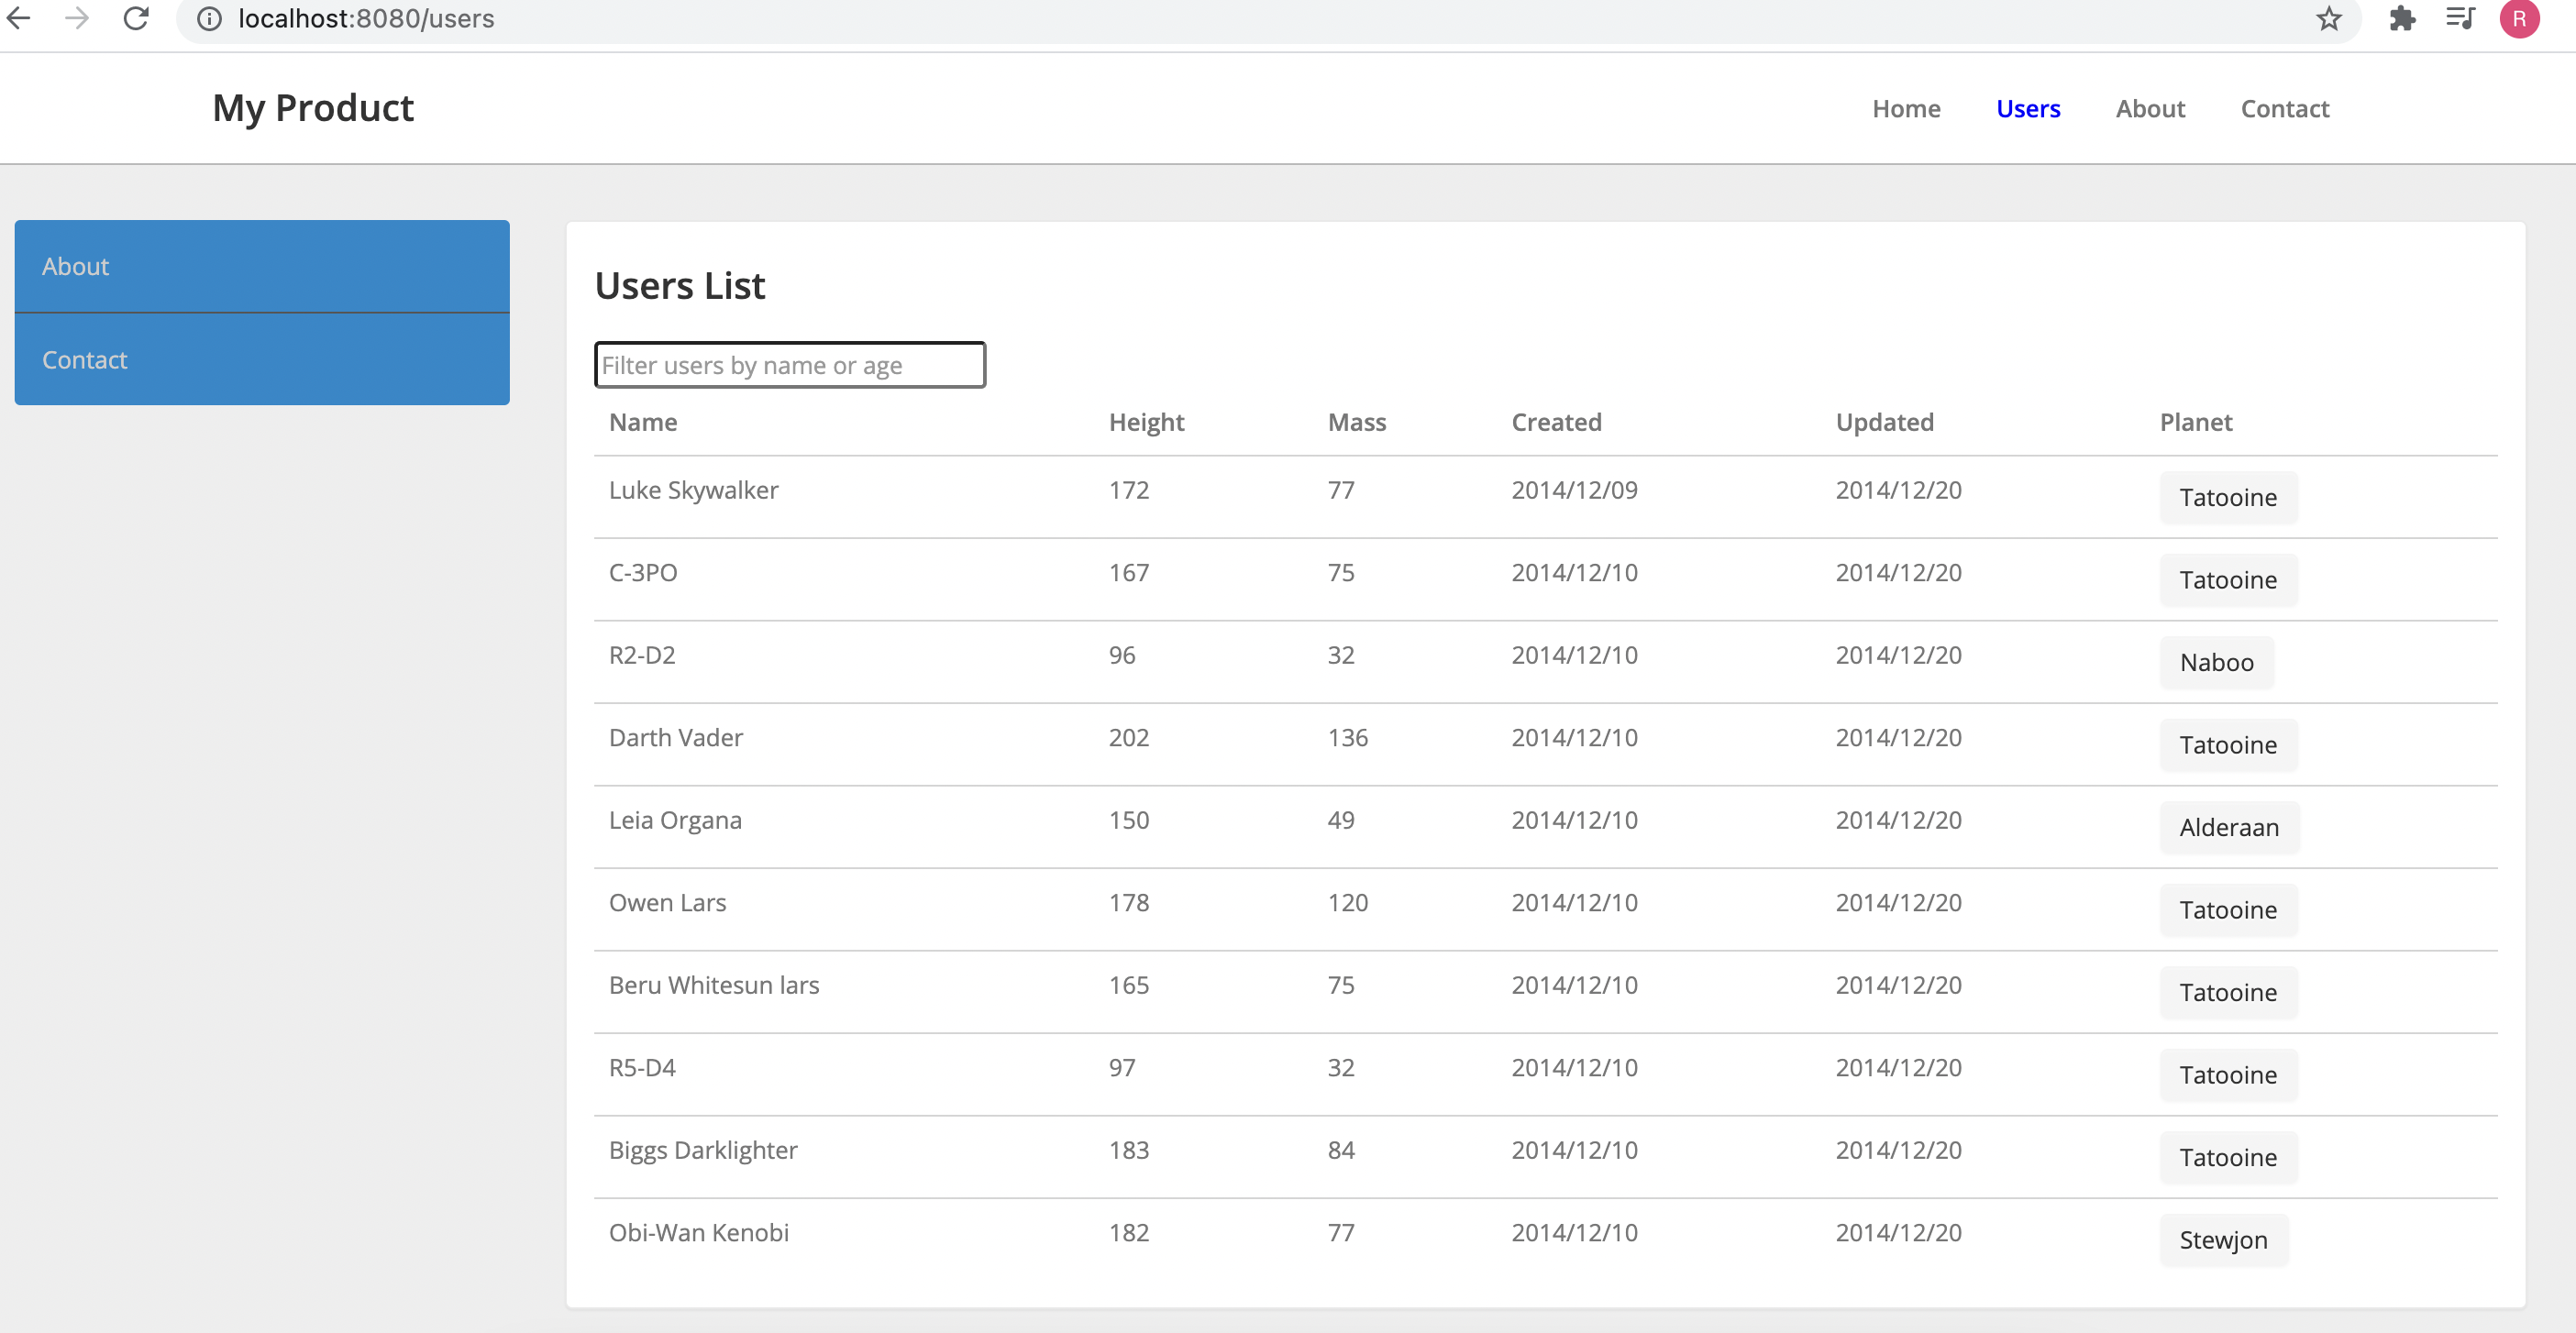 localhost:8080/users
R
My Product
Home Users About Contact
About
Contact
Users List
Filter users by name or age
Name Height Mass Created Updated Planet
Luke Skywalker 172 77 2014/12/09 2014/12/20 Tatooine
C-3PO 167 75 2014/12/10 2014/12/20 Tatooine
R2-D2 96 32 2014/12/10 2014/12/20 Naboo
Darth Vader 202 136 2014/12/10 2014/12/20 Tatooine
Leia Organa 150 49 2014/12/10 2014/12/20 Alderaan
Owen Lars 178 120 2014/12/10 2014/12/20 Tatooine
Beru Whitesun lars 165 75 2014/12/10 2014/12/20 Tatooine
R5-D4 97 32 2014/12/10 2014/12/20 Tatooine
Biggs Darklighter 183 84 2014/12/10 2014/12/20 Tatooine
Obi-Wan Kenobi 182 77 2014/12/10 2014/12/20 Stewjon